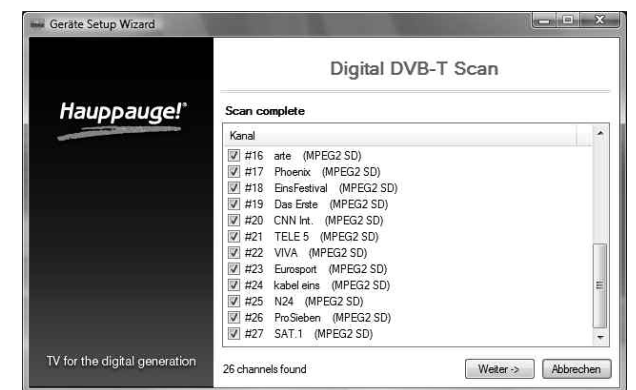 Geräte Setup Wizard
Digital DVB-T Scan
Hauppauge!
Scan complete
Kanal
#16 arte (MPEG2 SD)
#17 Phoenix (MPEG2 SD)
#18 EinsFestival (MPEG2 SD)
#19 Das Erste (MPEG2 SD)
#20 CNN Int. (MPEG2 SD)
#21 TELE 5 (MPEG2 SD)
#22 VIVA (MPEG2 SD)
#23 Eurosport (MPEG2 SD)
#24 kabel eins (MPEG2 SD)
#25 N24 (MPEG2 SD)
#26 ProSieben (MPEG2 SD)
#27 SAT.1 (MPEG2 SD)
TV for the digital generation
26 channels found
Weiter ->
Abbrechen